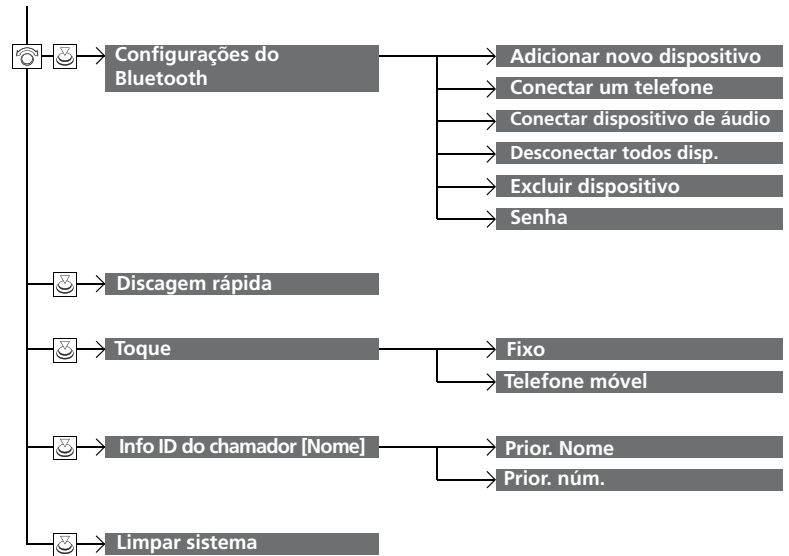 Configurações do
Bluetooth
Adicionar novo dispositivo
Conectar um telefone
Conectar dispositivo de áudio
Desconectar todos disp.
Excluir dispositivo
Senha
Discagem rápida
Toque
Fixo
Telefone móvel
Info ID do chamador [Nome]
Prior. Nome
Prior. núm.
Limpar sistema